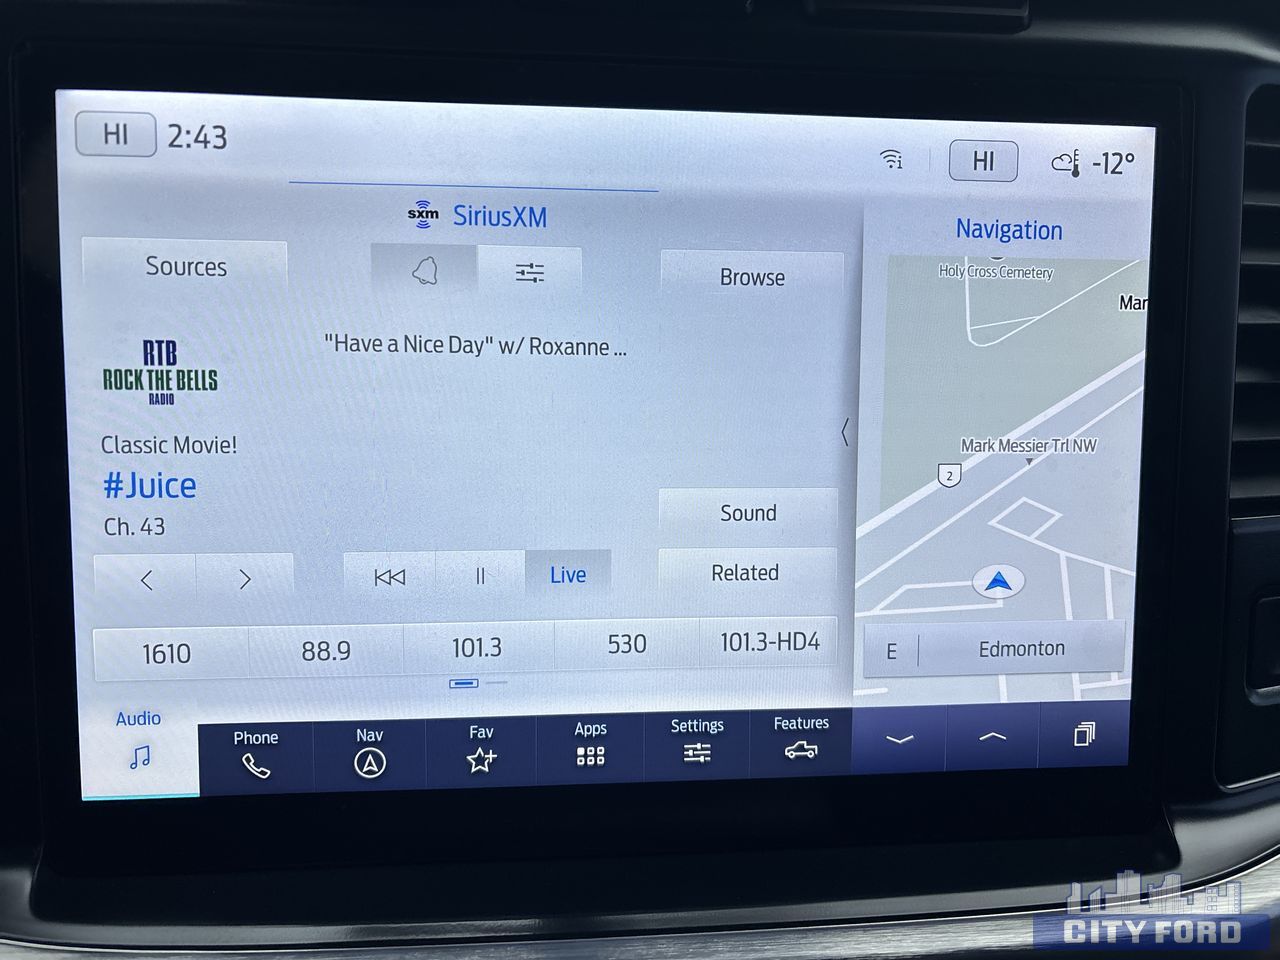 HI 2:43
HI -12°
sxm SiriusXM
Navigation
Sources
Browse
Holy Cross Cemetery
Mar
"Have a Nice Day" w/ Roxanne ...
RTB
ROCK THE BELLS
RADIO
Classic Movie!
#Juice
Ch. 43
Mark Messier Trl NW
2
Sound
Live
Related
1610 88.9 101.3 530 101.3-HD4
E Edmonton
Audio Phone Nav Fav Apps Settings Features
CITY FORD